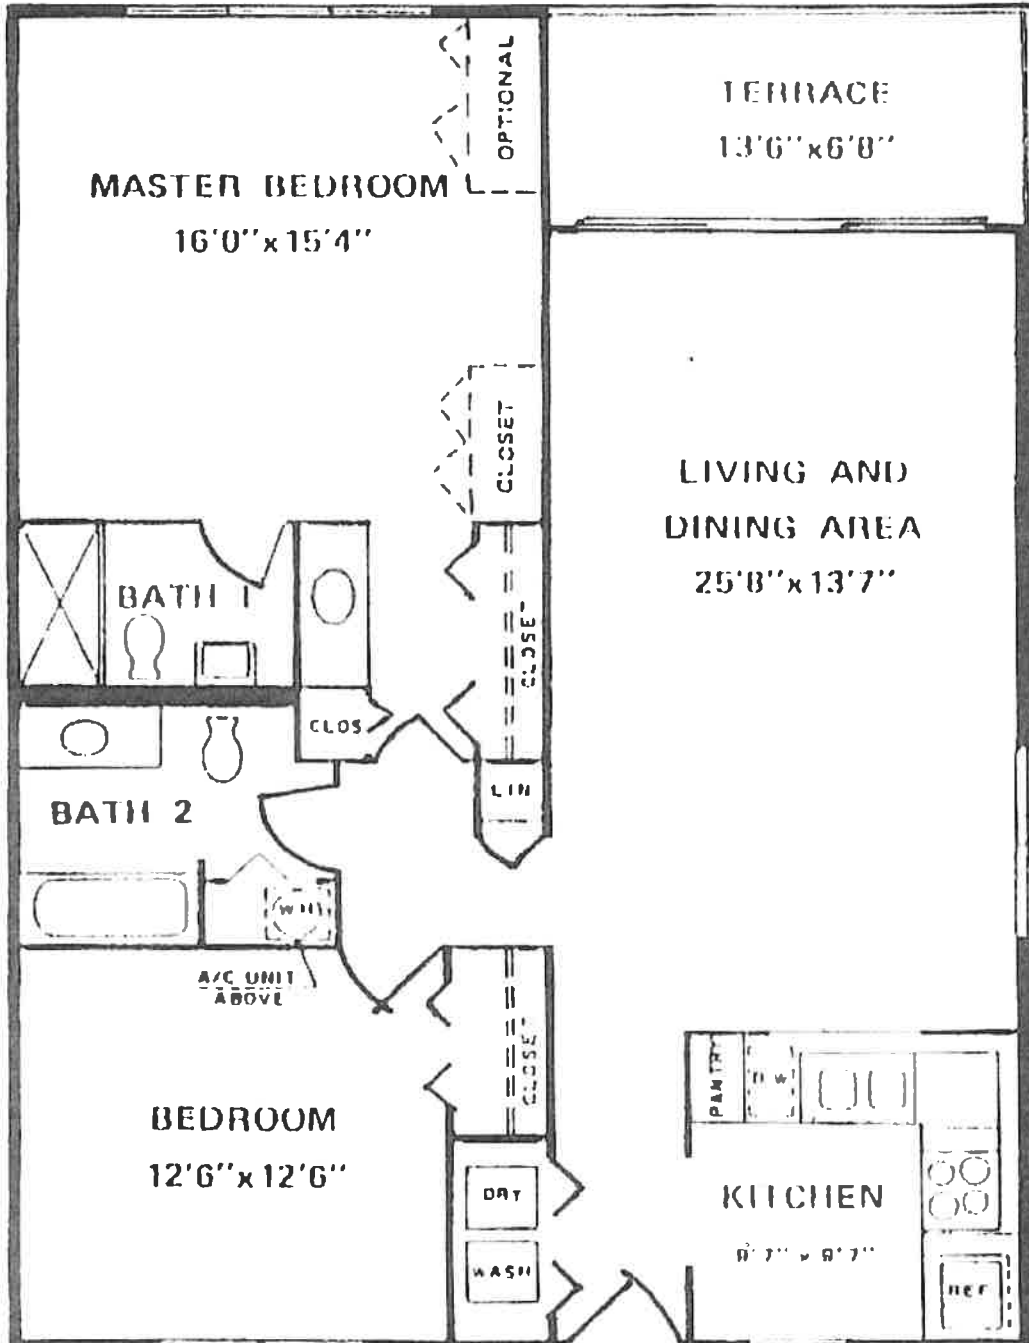 OPTIONAL
TERRACE
13'6"x6'8"
MASTER BEDROOM
16'0"x15'4"
CLOSET
LIVING AND
DINING AREA
25'8"x13'7"
BATH 1
CLOSET
CLOS
LIN
BATH 2
WH
A/C UNIT
ABOVE
CLOSET
PANTRY
BEDROOM
12'6"x12'6"
DRY
KITCHEN
WASH
REF